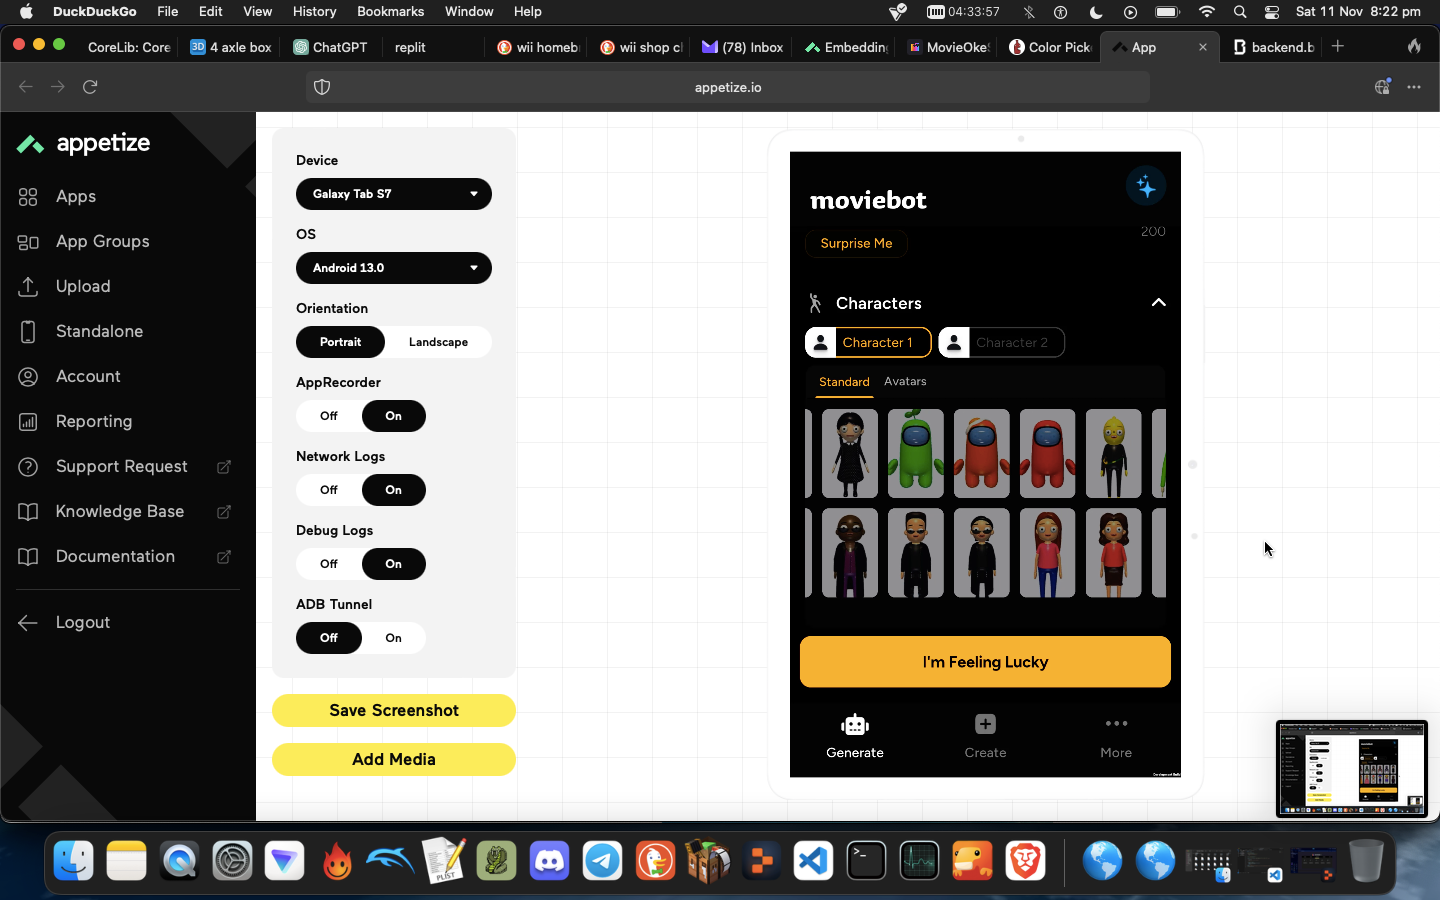 DuckDuckGo File Edit View History Bookmarks Window Help 04:33:57 Sat 11 Nov 8:22 pm
CoreLib: Core 3D 4 axle box ChatGPT replit wii homeb wii shop c (78) Inbox Embedding MovieOke Color Pick App backend.b
appetize.io
appetize
Apps
App Groups
Upload
Standalone
Account
Reporting
Support Request
Knowledge Base
Documentation
Logout
Device
Galaxy Tab S7
OS
Android 13.0
Orientation
Portrait Landscape
AppRecorder
Off On
Network Logs
Off On
Debug Logs
Off On
ADB Tunnel
Off On
Save Screenshot
Add Media
moviebot
Surprise Me 200
Characters
Character 1 Character 2
Standard Avatars
I'm Feeling Lucky
Generate Create More
Development Build
PLIST